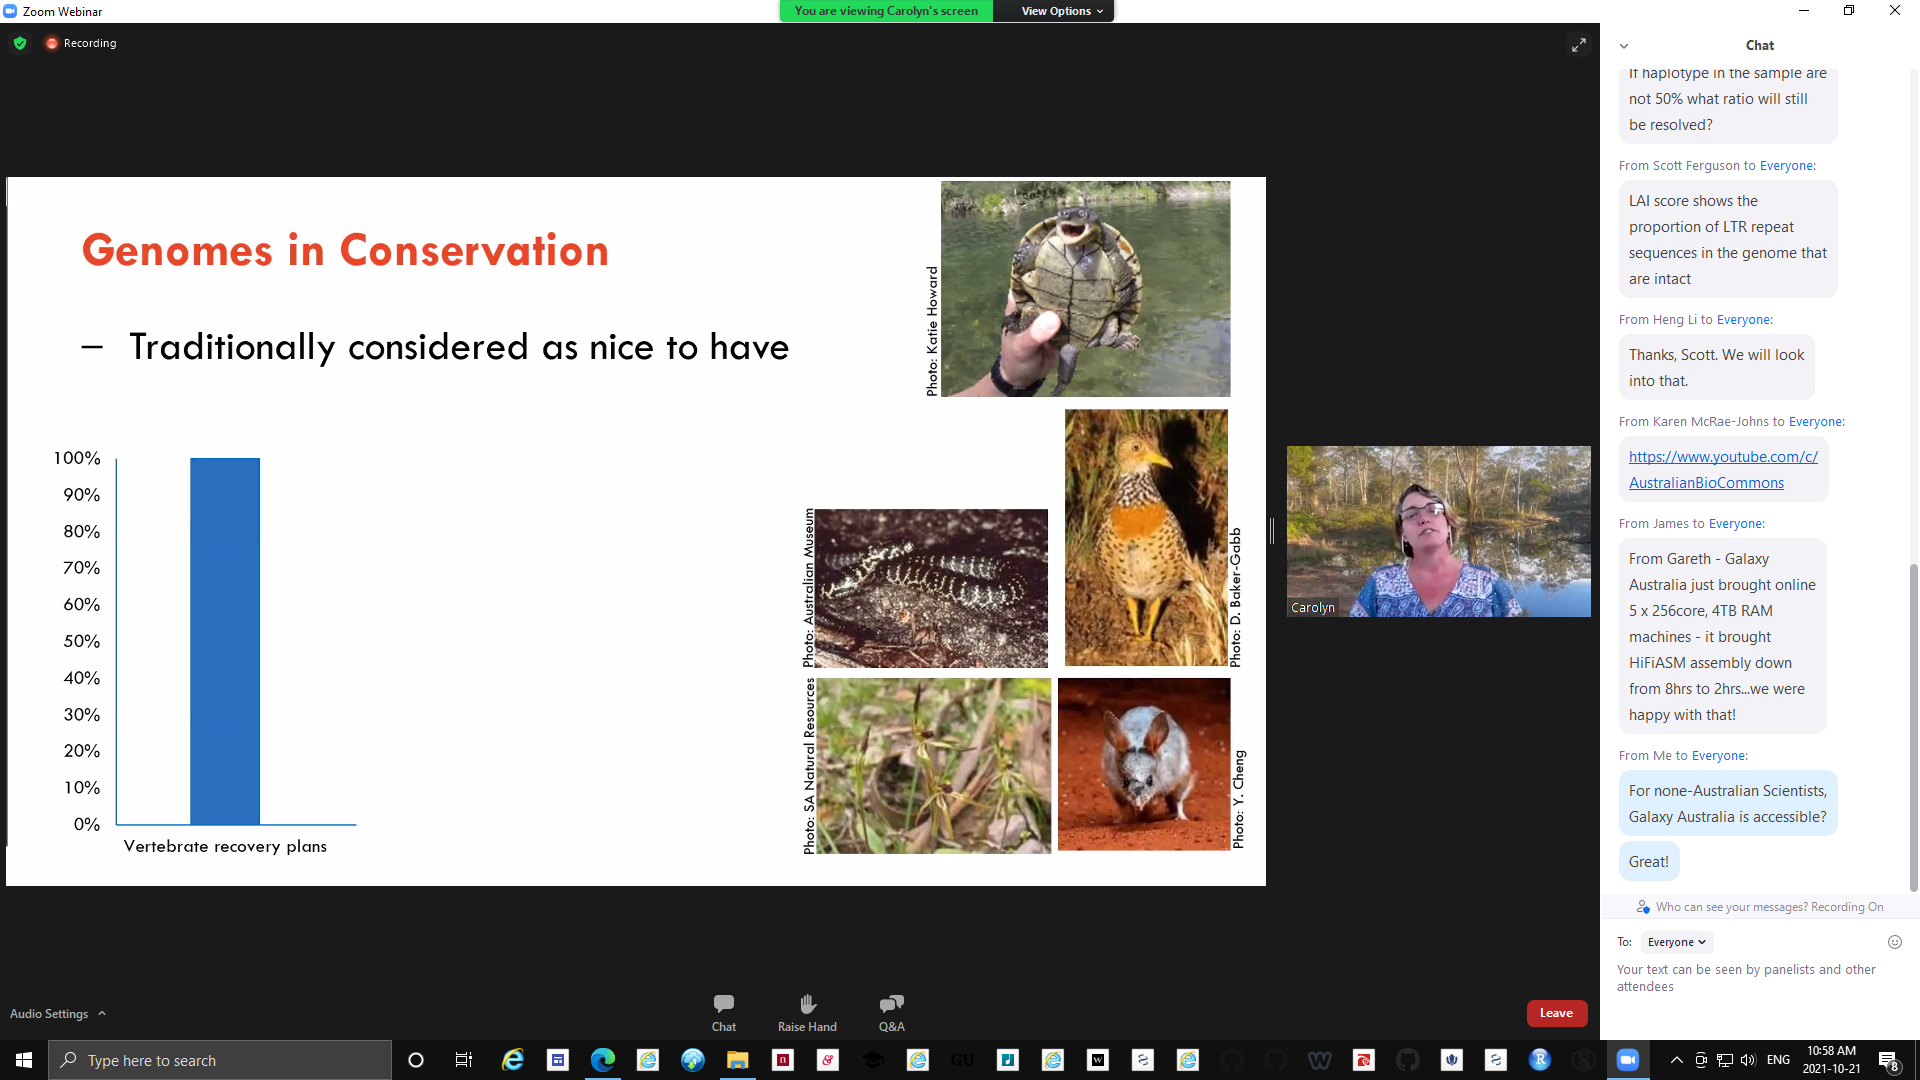 Zoom Webinar
You are viewing Carolyn's screen
View Options
Recording
Genomes in Conservation
– Traditionally considered as nice to have
100%
90%
80%
70%
60%
50%
40%
30%
20%
10%
0%
Vertebrate recovery plans
Photo: Katie Howard
Photo: Australian Museum
Photo: D. Baker-Gabb
Photo: SA Natural Resources
Photo: Y. Cheng
Carolyn
Chat
If haplotype in the sample are
not 50% what ratio will still
be resolved?
From Scott Ferguson to Everyone:
LAI score shows the
proportion of LTR repeat
sequences in the genome that
are intact
From Heng Li to Everyone:
Thanks, Scott. We will look
into that.
From Karen McRae-Johns to Everyone:
https://www.youtube.com/c/
AustralianBioCommons
From James to Everyone:
From Gareth - Galaxy
Australia just brought online
5 x 256core, 4TB RAM
machines - it brought
HiFiASM assembly down
from 8hrs to 2hrs...we were
happy with that!
From Me to Everyone:
For none-Australian Scientists,
Galaxy Australia is accessible?
Great!
Who can see your messages? Recording On
To: Everyone
Your text can be seen by panelists and other
attendees
Audio Settings
Chat
Raise Hand
Q&A
Leave
Type here to search
GU
ENG
10:58 AM
2021-10-21
8